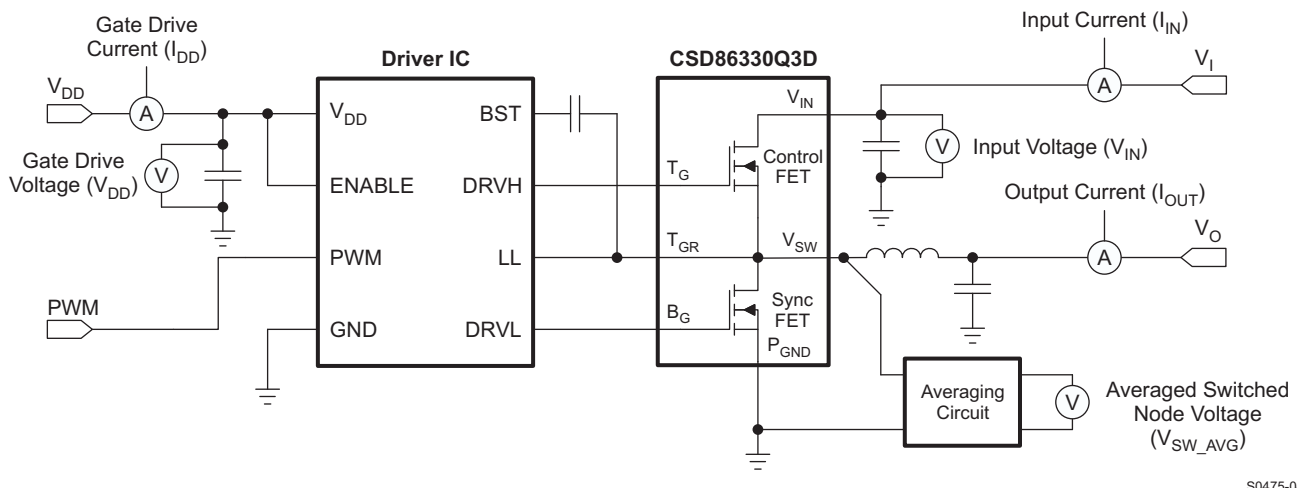 Gate Drive
Current (I_DD)
Input Current (I_IN)
Driver IC
CSD86330Q3D
V_DD
V_I
A
A
V_DD
BST
V_IN
Gate Drive
Voltage (V_DD)
V
V
Input Voltage (V_IN)
Control
FET
T_G
ENABLE
DRVH
Output Current (I_OUT)
V_O
PWM
LL
T_GR
V_SW
A
PWM
GND
DRVL
B_G
Sync
FET
P_GND
Averaging
Circuit
V
Averaged Switched
Node Voltage
(V_SW_AVG)
S0475-0